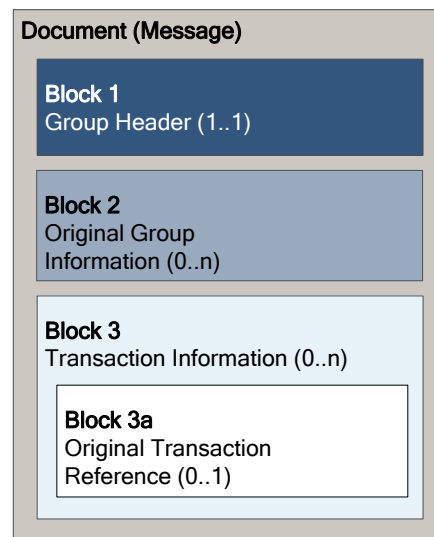 Document (Message)
Block 1
Group Header (1..1)
Block 2
Original Group
Information (0..n)
Block 3
Transaction Information (0..n)
Block 3a
Original Transaction
Reference (0..1)